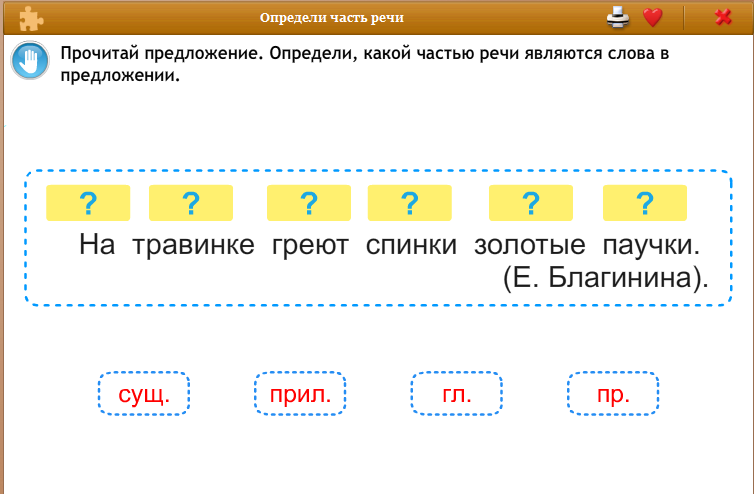 Определи часть речи
Прочитай предложение. Определи, какой частью речи являются слова в
предложении.
? ? ? ? ? ?
На травинке греют спинки золотые паучки.
(Е. Благинина).
сущ. прил. гл. пр.